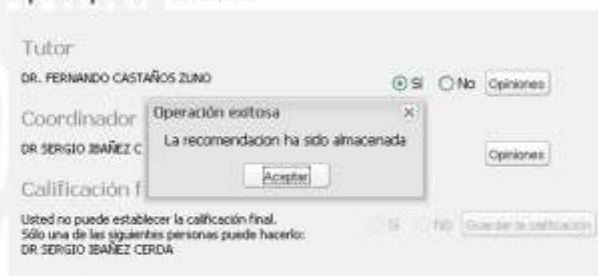 Tutor
DR. FERNANDO CASTAÑOS ZUNO
Sí No Opiniones
Coordinador
Operación exitosa
La recomendacion ha sido almacenada
Aceptar
DR SERGIO IBAÑEZ C
Opiniones
Calificación f
Usted no puede establecer la calificación final.
Sólo una de las siguientes personas puede hacerlo:
DR SERGIO IBAÑEZ CERDA
Sí No Guardar la calificación